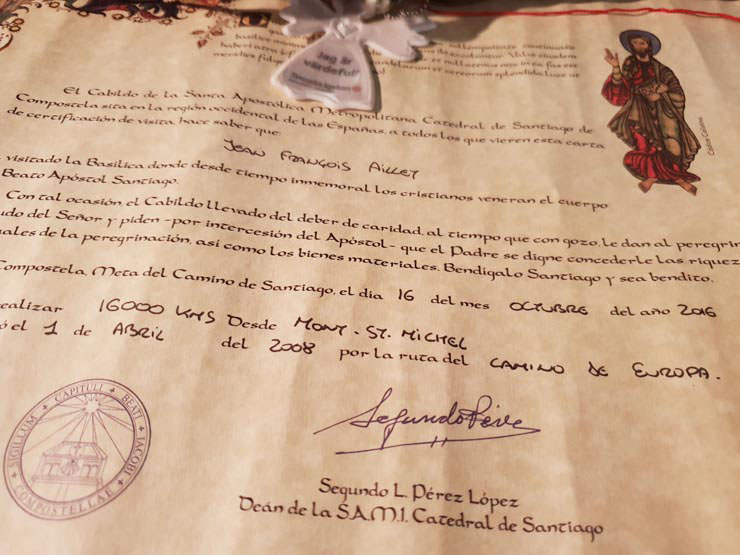 Jag är
värdefull
El Cabildo de la Santa Apostólica Metropolitana Catedral de Santiago de
Compostela sita en la región occidental de las Españas, a todos los que vieren esta carta
de certificación de visita, hace saber que:
JEAN FRANÇOIS AILLET
visitado la Basílica donde desde tiempo inmemorial los cristianos veneran el cuerpo
Beato Apóstol Santiago.
Con tal ocasión, el Cabildo llevado del deber de caridad, al tiempo que con gozo, le dan al peregrin
udo del Señor y piden -por intercesión del Apóstol- que el Padre se digne concederle las riquez
uales de la peregrinación, así como los bienes materiales. Bendígalo Santiago y sea bendito.
Compostela, Meta del Camino de Santiago, el día 16 del mes OCTUBRE del año 2016
ealizar 16000 KMS Desde MONT-ST. MICHEL
ó el 1 de ABRIL del 2008 por la ruta del CAMINO DE EUROPA.
SIGILLUM CAPITULI BEATI JACOBI COMPOSTELLAE
Segundo L. Pérez López
Deán de la S.A.M.I. Catedral de Santiago